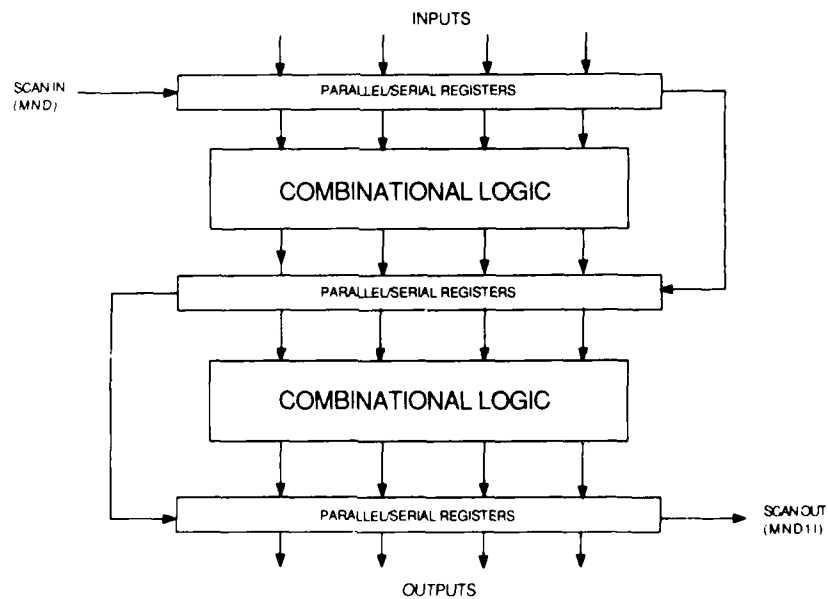 INPUTS
SCAN IN
(MND)
PARALLEL/SERIAL REGISTERS
COMBINATIONAL LOGIC
PARALLEL/SERIAL REGISTERS
COMBINATIONAL LOGIC
PARALLEL/SERIAL REGISTERS
SCAN OUT
(MND11)
OUTPUTS